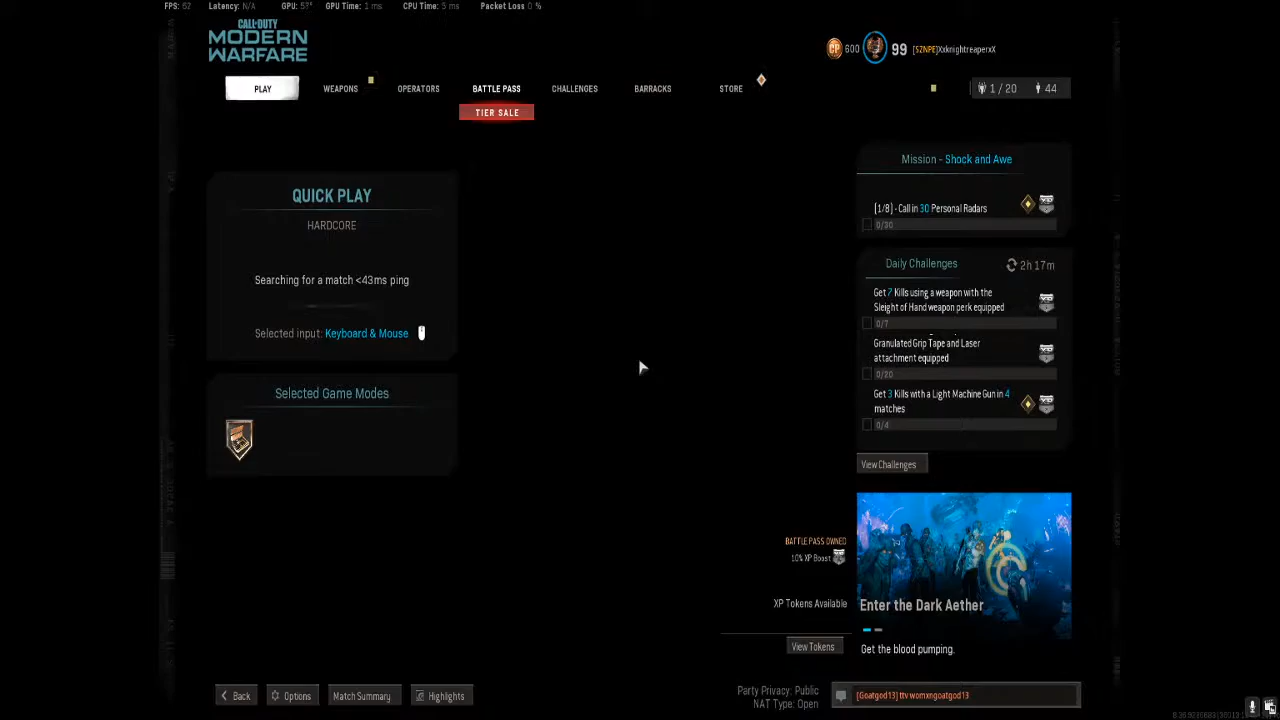 FPS: 62 Latency: N/A GPU: 57° GPU Time: 1 ms CPU Time: 5 ms Packet Loss 0 %
CALL OF DUTY
MODERN
WARFARE
CP 600 99 [SZNPE]XxknightreaperxX
PLAY WEAPONS OPERATORS BATTLE PASS CHALLENGES BARRACKS STORE 1 / 20 44
TIER SALE
Mission - Shock and Awe
(1/8) - Call in 30 Personal Radars
0/30
QUICK PLAY
HARDCORE
Searching for a match <43ms ping
Selected input: Keyboard & Mouse
Daily Challenges 2h 17m
Get 7 Kills using a weapon with the
Sleight of Hand weapon perk equipped
0/7
Granulated Grip Tape and Laser
attachment equipped
0/20
Get 3 Kills with a Light Machine Gun in 4
matches
0/4
View Challenges
Selected Game Modes
BATTLE PASS OWNED
10% XP Boost
XP Tokens Available
View Tokens
Enter the Dark Aether
Get the blood pumping.
Back Options Match Summary Highlights
Party Privacy: Public
NAT Type: Open
[Goatgod13] ttv womxngoatgod13